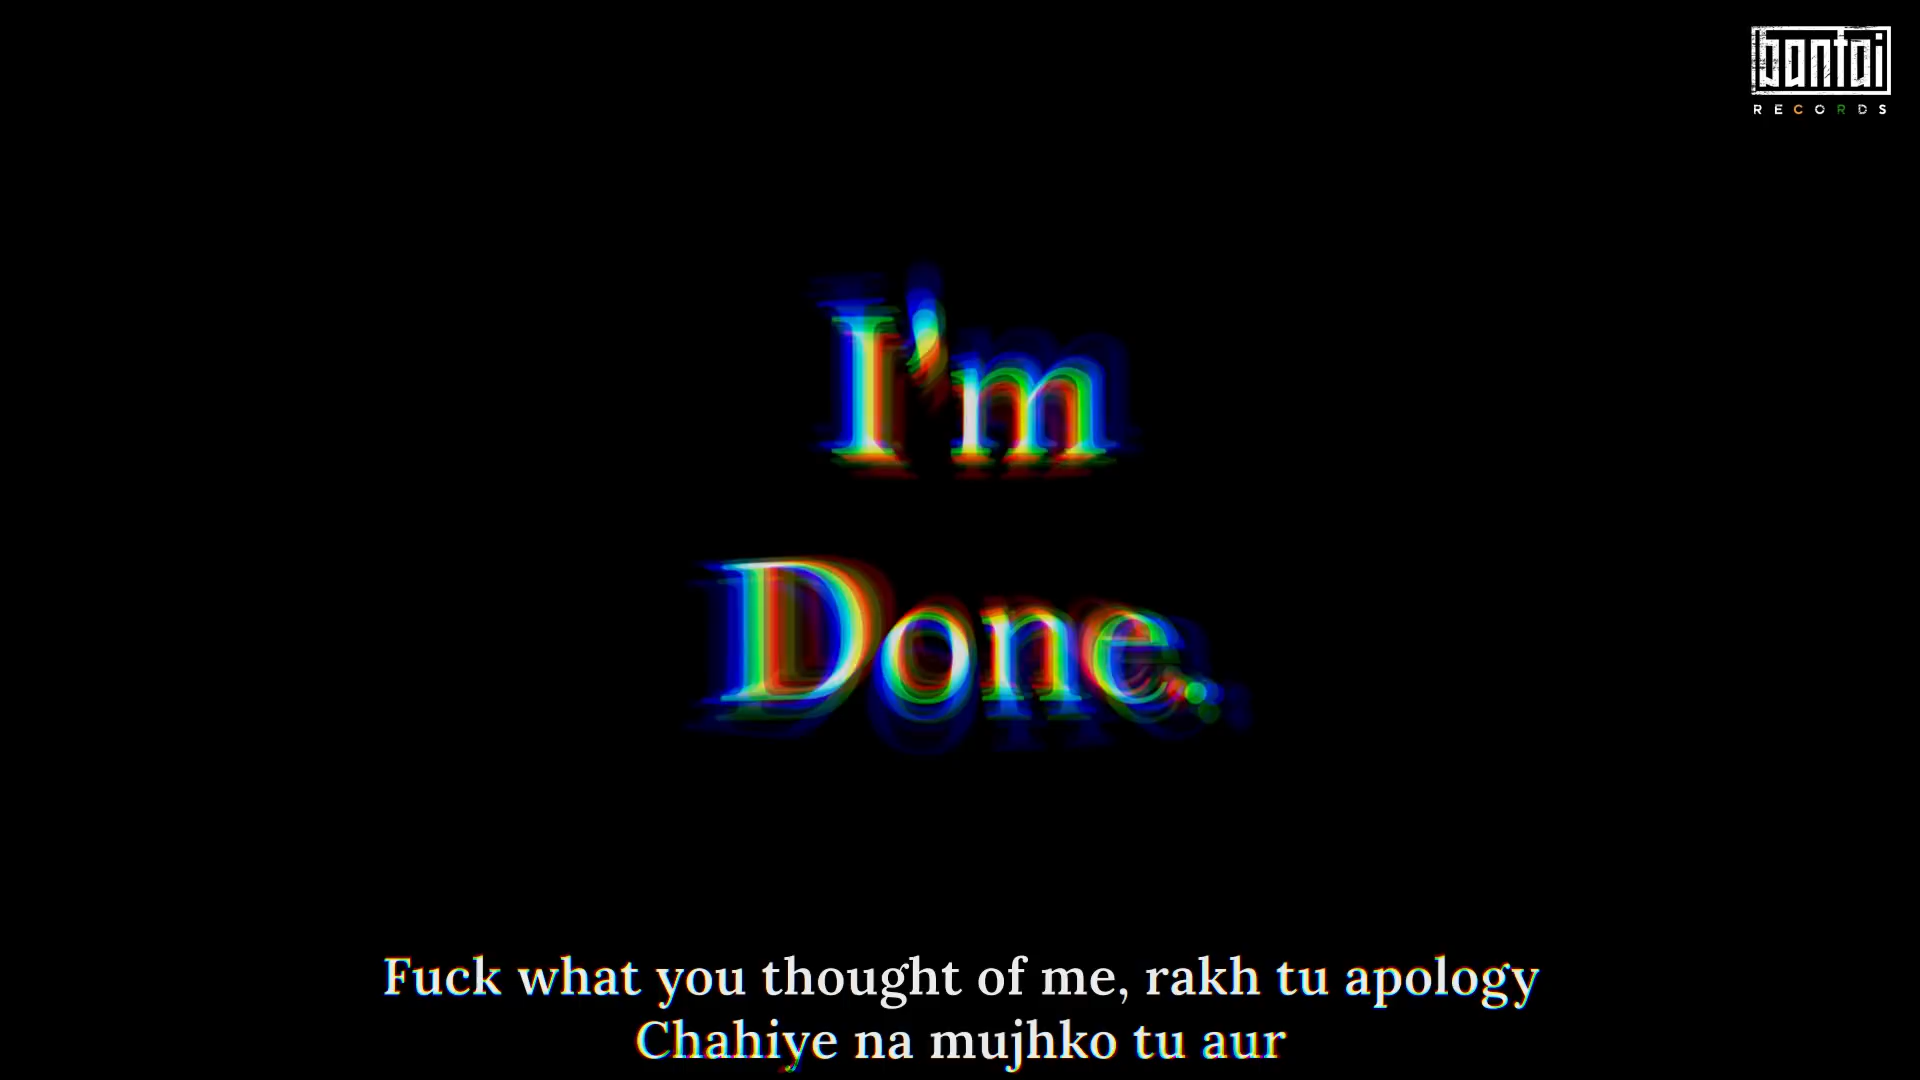 bantai
RECORDS
I'm
Done.
Fuck what you thought of me, rakh tu apology
Chahiye na mujhko tu aur